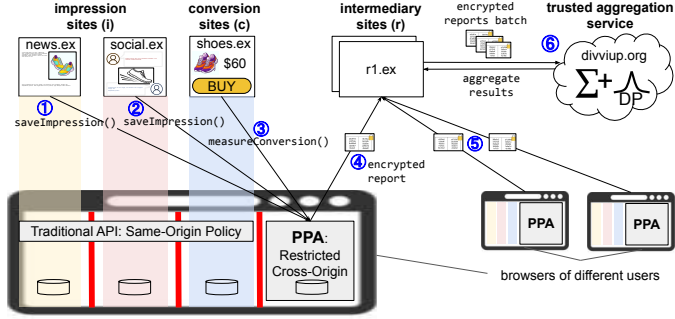 impression
sites (i)
conversion
sites (c)
intermediary
sites (r)
encrypted
reports batch
trusted aggregation
service
news.ex
social.ex
shoes.ex
$60
BUY
r1.ex
aggregate
results
⑥
divviup.org
Σ+
DP
①
saveImpression()
②
saveImpression()
③
measureConversion()
④
encrypted
report
⑤
Traditional API: Same-Origin Policy
PPA:
Restricted
Cross-Origin
PPA
PPA
browsers of different users